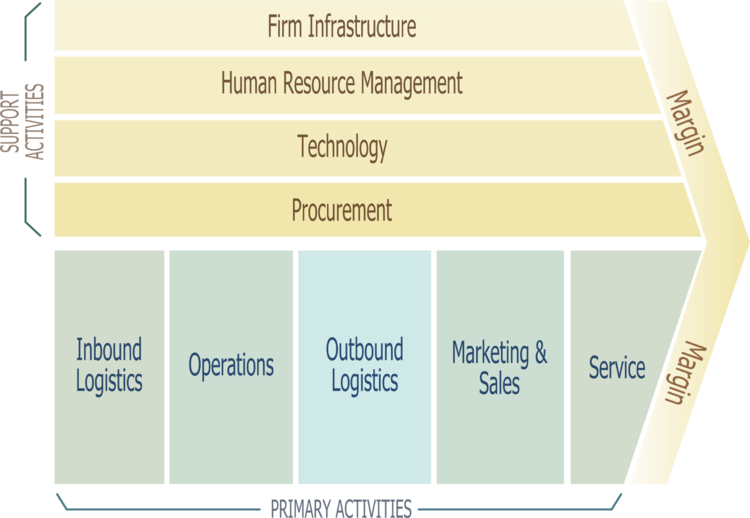 Firm Infrastructure
Human Resource Management
Technology
Procurement
SUPPORT
ACTIVITIES
Margin
Inbound
Logistics
Operations
Outbound
Logistics
Marketing &
Sales
Service
Margin
PRIMARY ACTIVITIES